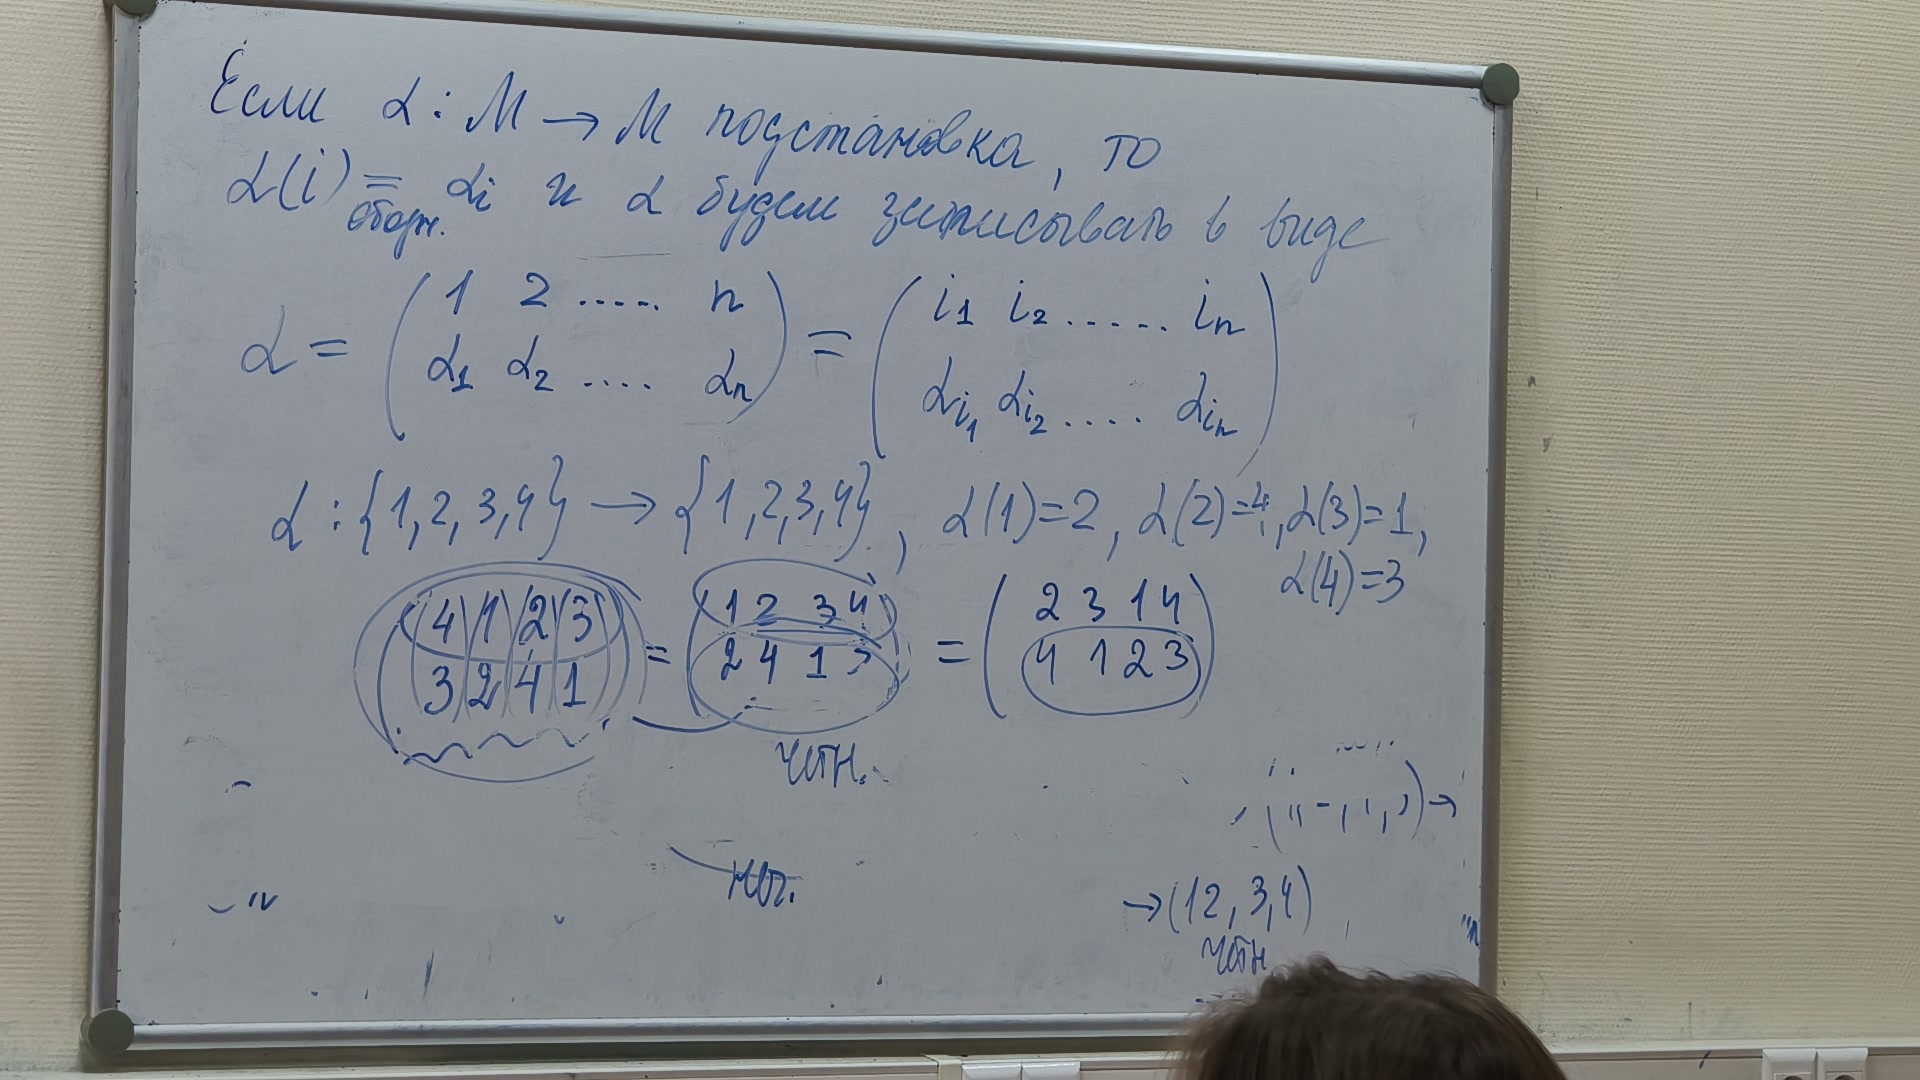 Если α : M → M подстановка, то
α(i) = αi и α будем записывать в виде
обозн.
α = ( 1 2 ..... n ) = ( i1 i2 ..... in )
( α1 α2 .... αn ) ( αi1 αi2 .... αin )
α : {1,2,3,4} → {1,2,3,4}, α(1)=2, α(2)=4, α(3)=1,
α(4)=3
( 4 1 2 3 ) = ( 1 2 3 4 ) = ( 2 3 1 4 )
( 3 2 4 1 ) ( 2 4 1 3 ) ( 4 1 2 3 )
четн.
неч.
→ (12,3,4)
четн